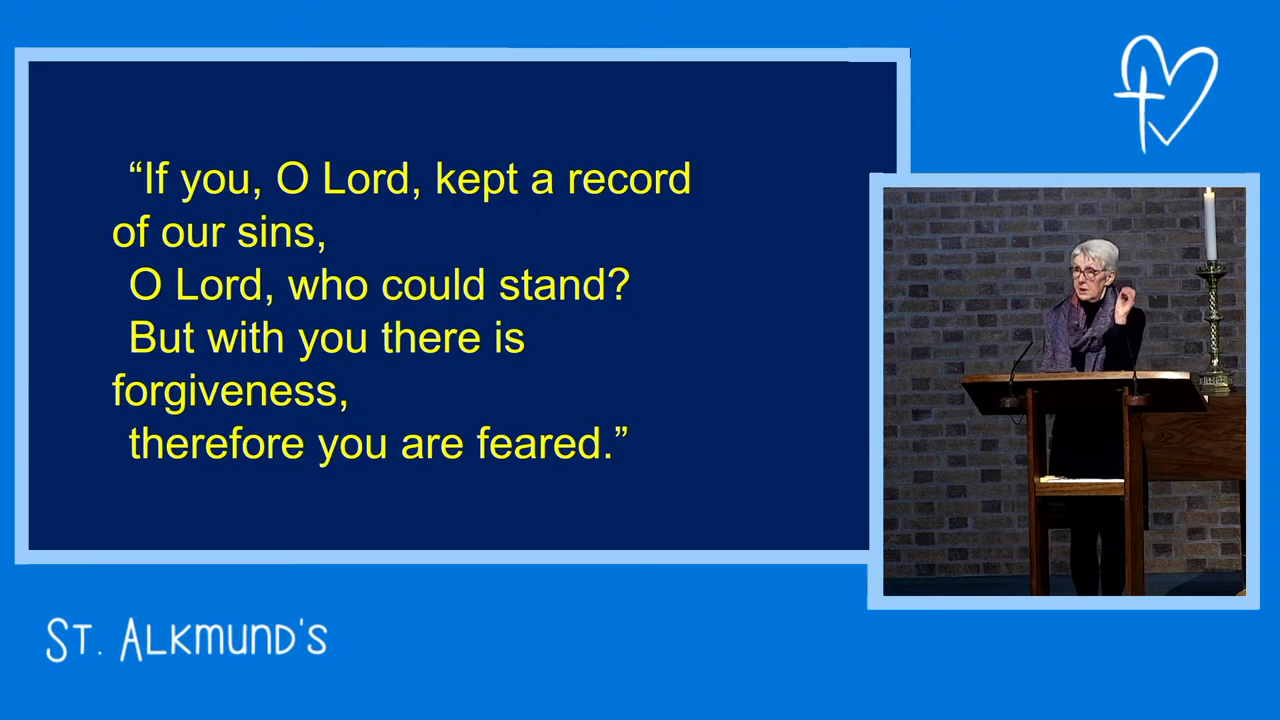 “If you, O Lord, kept a record
of our sins,
O Lord, who could stand?
But with you there is
forgiveness,
therefore you are feared.”
St. Alkmund's